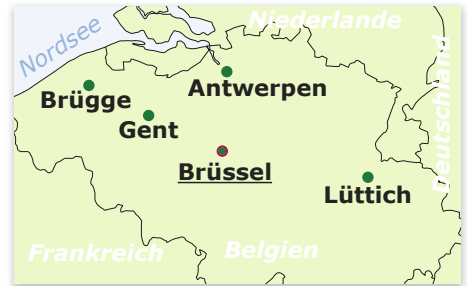 Niederlande
Nordsee
Deutschland
Antwerpen
Brügge
Gent
Brüssel
Lüttich
Frankreich
Belgien